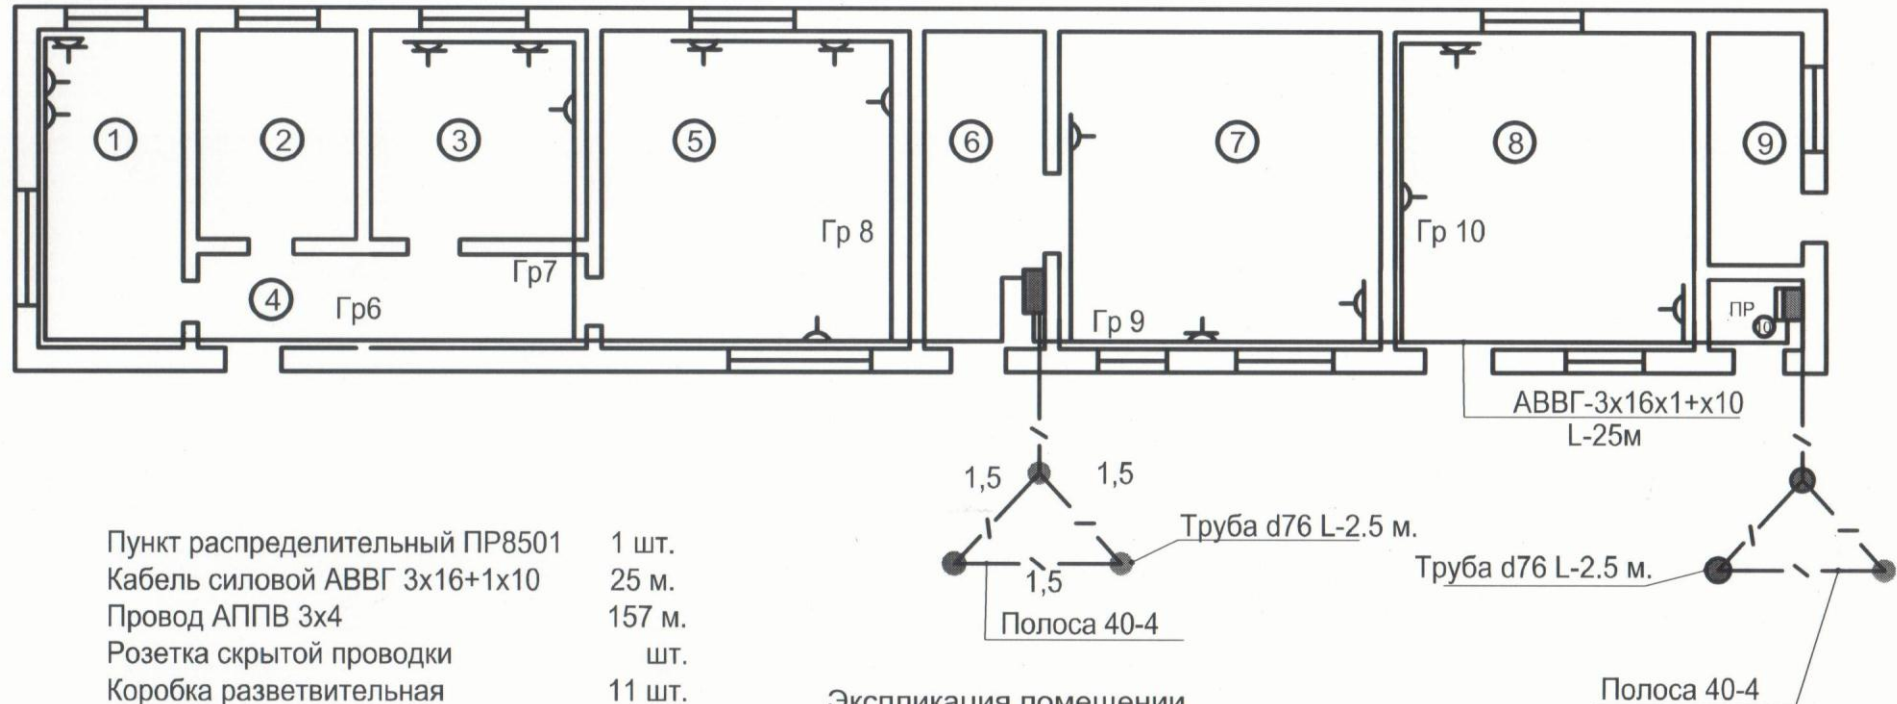 1
2
3
5
6
7
8
9
4
Гр 8
Гр 10
Гр7
Гр6
Гр 9
ПР
10
АВВГ-3х16х1+х10
L-25м
1,5
1,5
1,5
Труба d76 L-2.5 м.
Полоса 40-4
Труба d76 L-2.5 м.
Полоса 40-4
Пункт распределительный ПР8501 1 шт.
Кабель силовой АВВГ 3х16+1х10 25 м.
Провод АППВ 3х4 157 м.
Розетка скрытой проводки шт.
Коробка разветвительная 11 шт.
Экспликация помещении